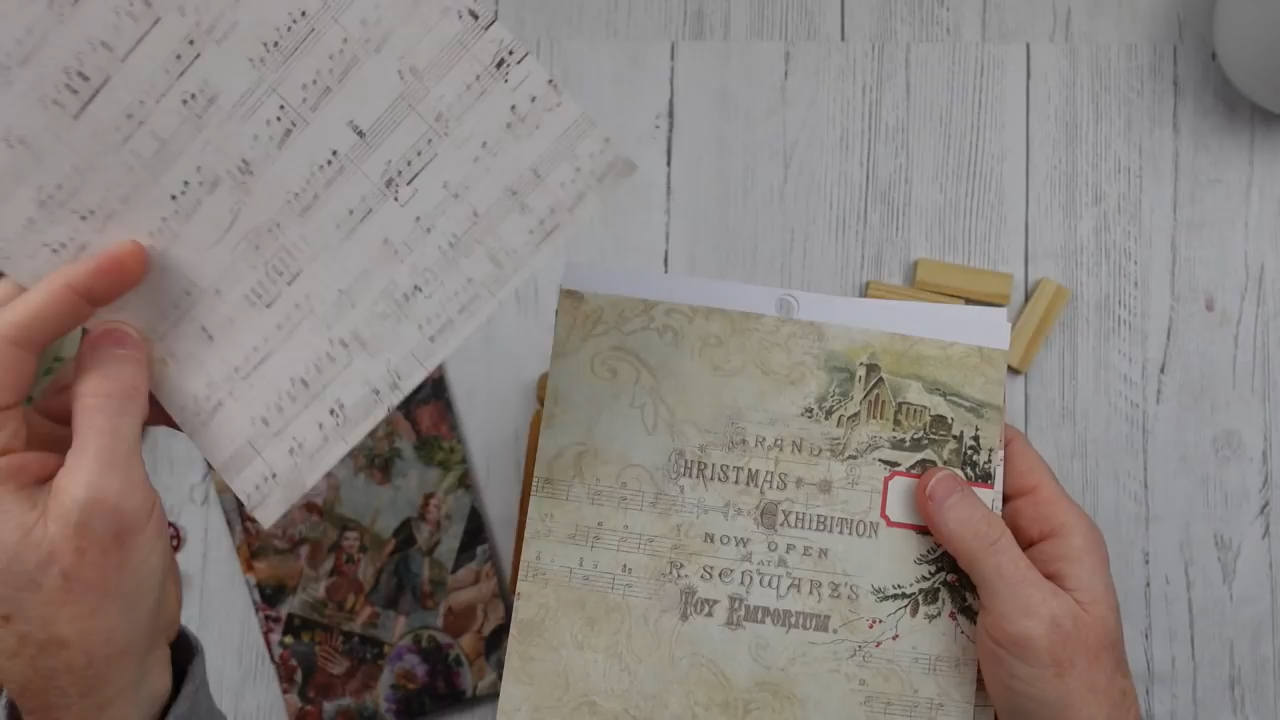 GRAND
CHRISTMAS
EXHIBITION
NOW OPEN
AT
R. SCHWARZ'S
TOY EMPORIUM.